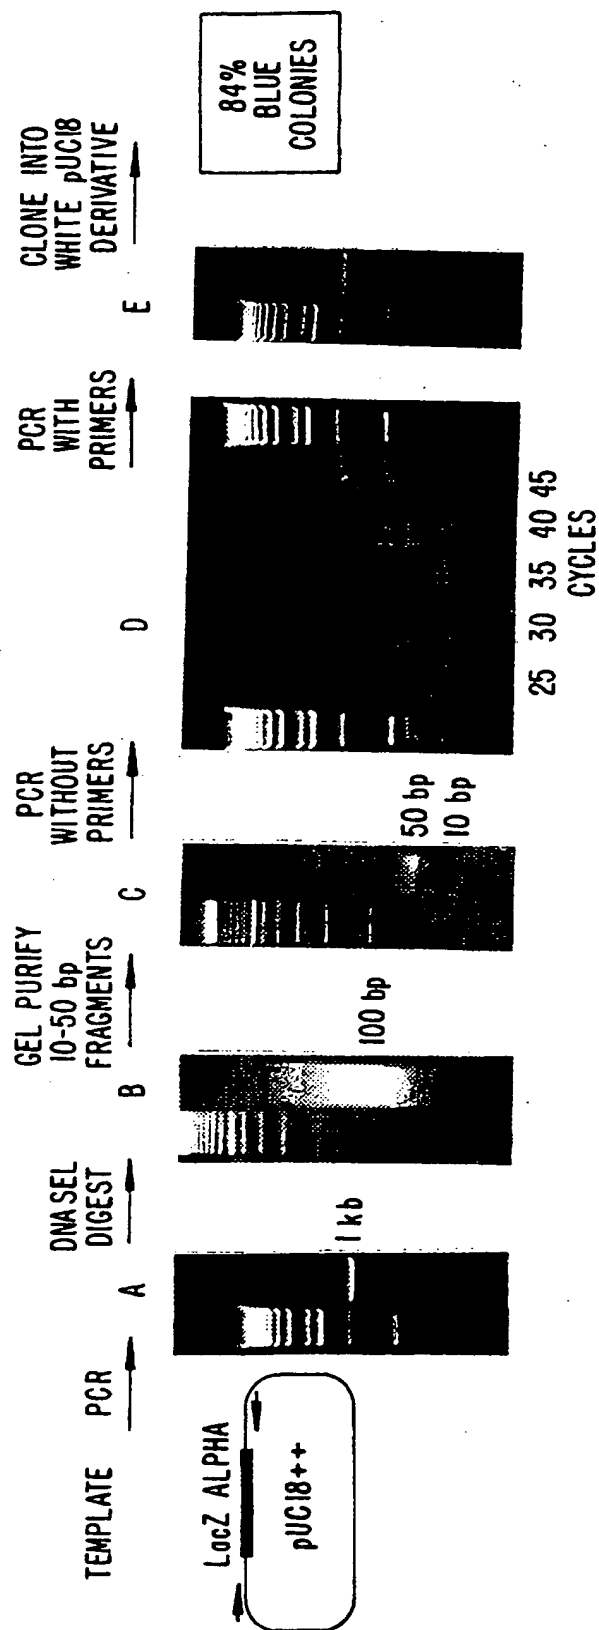 TEMPLATE
PCR
DNASEL
DIGEST
GEL PURIFY
10-50 bp
FRAGMENTS
PCR
WITHOUT
PRIMERS
PCR
WITH
PRIMERS
CLONE INTO
WHITE pUC18
DERIVATIVE
A
B
C
D
E
LacZ ALPHA
pUC18++
1 kb
100 bp
50 bp
10 bp
25 30 35 40 45
CYCLES
84%
BLUE
COLONIES